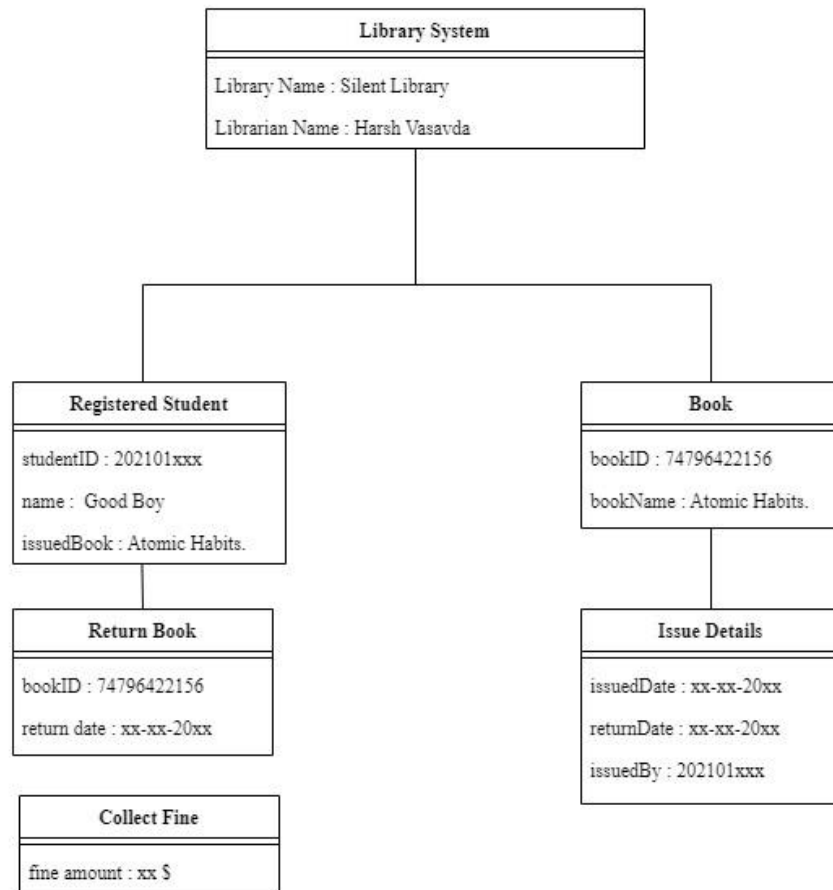 Library System
Library Name : Silent Library
Librarian Name : Harsh Vasavda
Registered Student
studentID : 202101xxx
name : Good Boy
issuedBook : Atomic Habits.
Book
bookID : 74796422156
bookName : Atomic Habits.
Return Book
bookID : 74796422156
return date : xx-xx-20xx
Issue Details
issuedDate : xx-xx-20xx
returnDate : xx-xx-20xx
issuedBy : 202101xxx
Collect Fine
fine amount : xx $